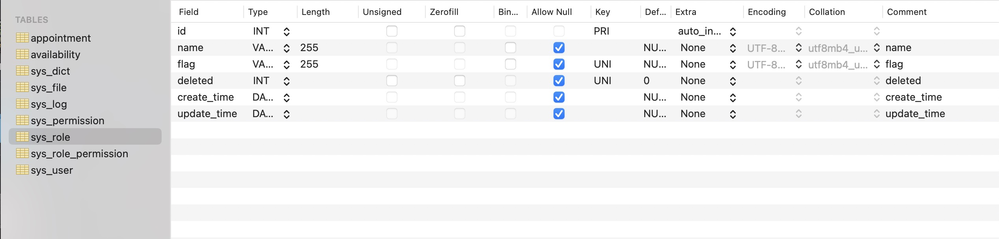 TABLES
appointment
availability
sys_dict
sys_file
sys_log
sys_permission
sys_role
sys_role_permission
sys_user
Field Type Length Unsigned Zerofill Bin... Allow Null Key Def... Extra Encoding Collation Comment
id INT PRI auto_in...
name VA... 255 NU... None UTF-8... utf8mb4_u... name
flag VA... 255 UNI NU... None UTF-8... utf8mb4_u... flag
deleted INT UNI 0 None deleted
create_time DA... NU... None create_time
update_time DA... NU... None update_time